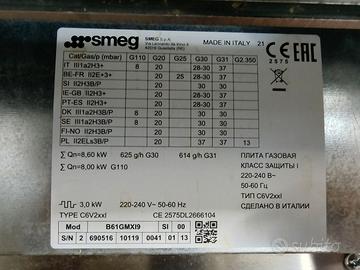 smeg
SMEG S.p.A.
Via Leonardo da Vinci 4
42016 Guastalla (RE)
MADE IN ITALY 21
CE EAC
2575
Cat/Gas/p (mbar) G110 G20 G25 G30 G31 G2.350
IT III1a2H3+ 8 20 28-30 37
BE-FR II2E+3+ 20 25 28-30 37
SI II2H3B/P 20 30 30
IE-GB II2H3+ 20 28-30 37
PT-ES II2H3+ 20 28-30 37
DK III1a2H3B/P 8 20 30 30
SE III1a2H3B/P 8 20 30 30
FI-NO II2H3B/P 20 30 30
PL II2ELs3B/P 20 37 37 13
Σ Qn=8,60 kW 625 g/h G30 614 g/h G31
Σ Qn=8,00 kW G110
3,0 kW 220-240 V~ 50-60 Hz
TYPE C6V2xxl CE 2575DL2666104
ПЛИТА ГАЗОВАЯ
КАТЕГОРИЯ ЗАЩИТЫ I
220-240 В~
50-60 Гц
ТИП C6V2xxl
СДЕЛАНО В ИТАЛИИ
Mod B61GMXI9 SI 00
S/N 2 690516 10119 0041 01 13
subito